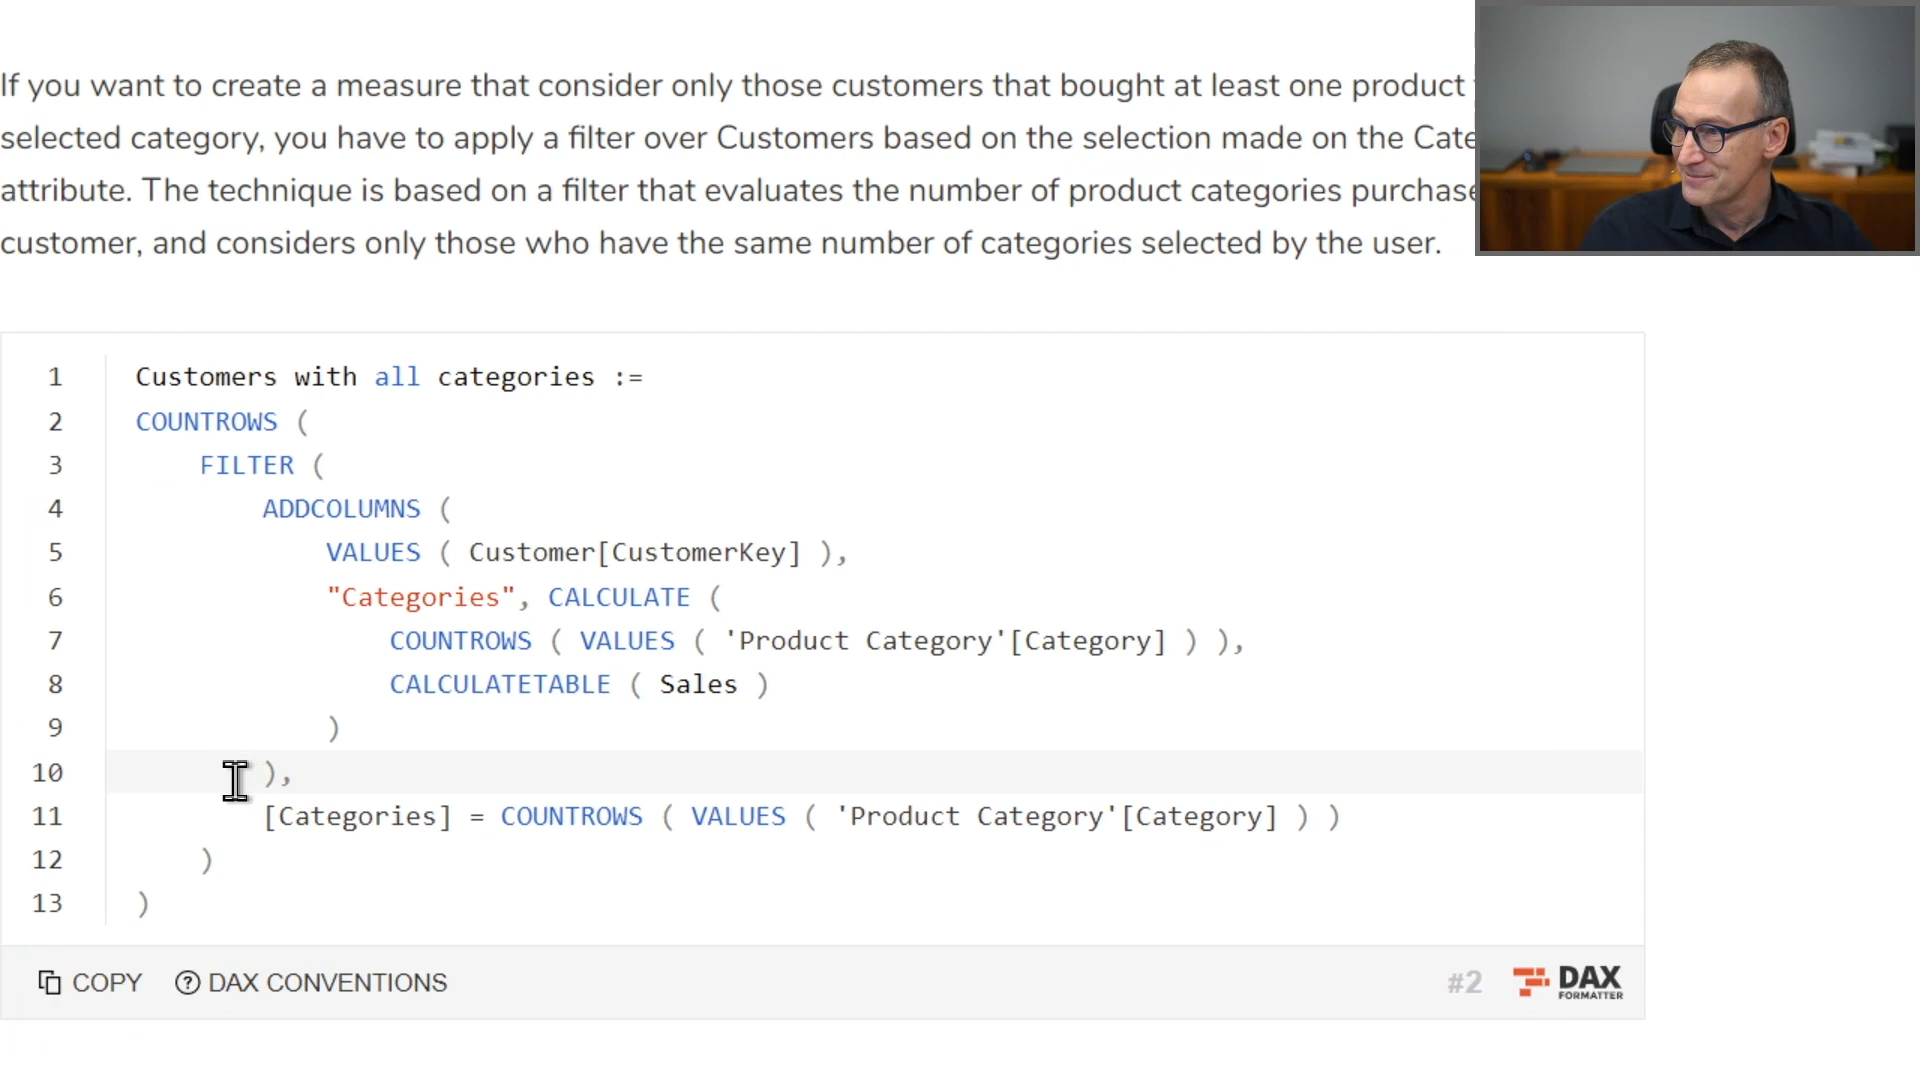 If you want to create a measure that consider only those customers that bought at least one product
selected category, you have to apply a filter over Customers based on the selection made on the Cate
attribute. The technique is based on a filter that evaluates the number of product categories purchase
customer, and considers only those who have the same number of categories selected by the user.
1 Customers with all categories :=
2 COUNTROWS (
3 FILTER (
4 ADDCOLUMNS (
5 VALUES ( Customer[CustomerKey] ),
6 "Categories", CALCULATE (
7 COUNTROWS ( VALUES ( 'Product Category'[Category] ) ),
8 CALCULATETABLE ( Sales )
9 )
10 ),
11 [Categories] = COUNTROWS ( VALUES ( 'Product Category'[Category] ) )
12 )
13 )
COPY ? DAX CONVENTIONS #2 DAX
FORMATTER